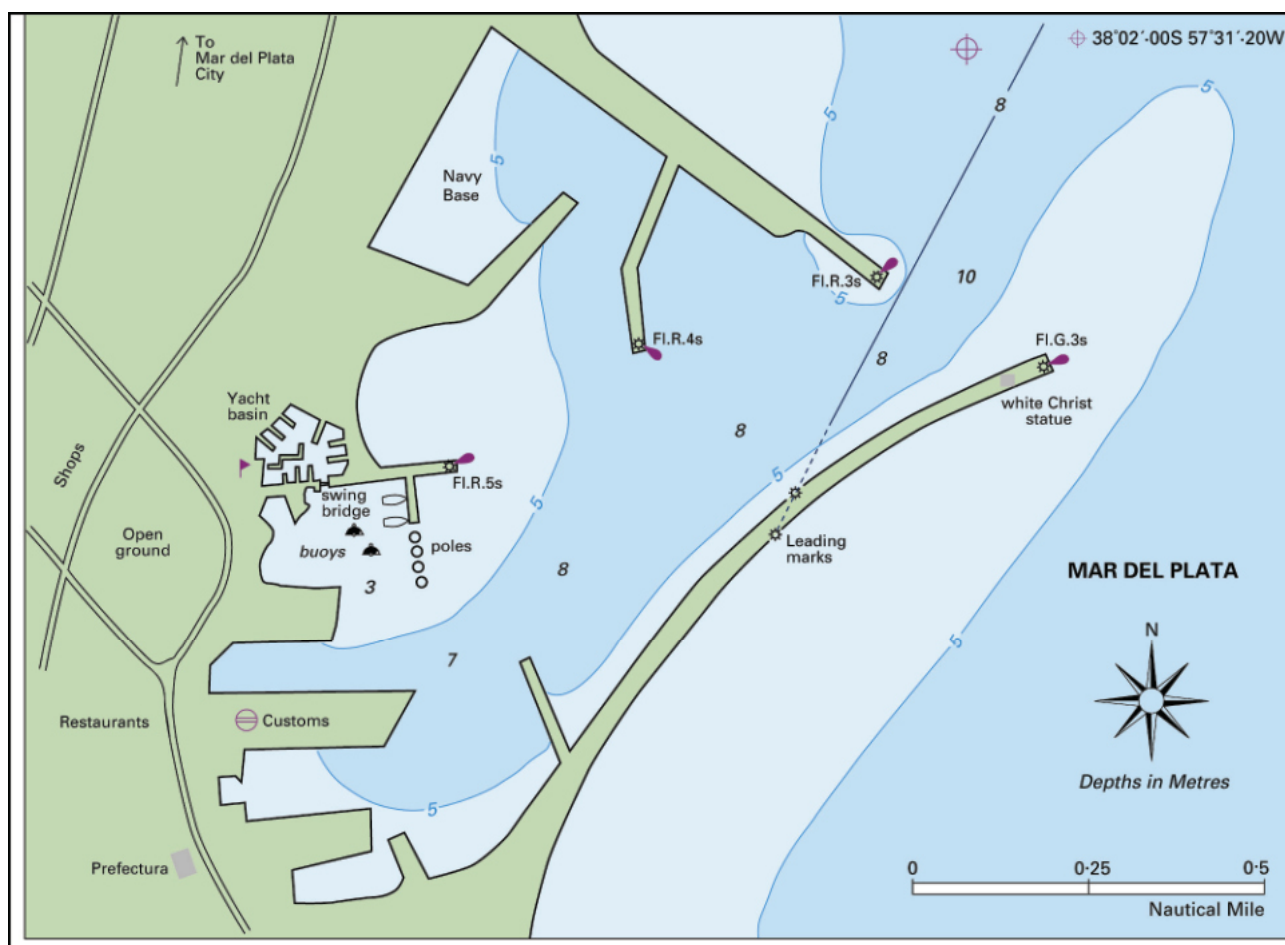 To
Mar del Plata
City
38°02′·00S 57°31′·20W
8
5
5
5
Navy
Base
Fl.R.3s
5
10
Fl.R.4s
8
Fl.G.3s
white Christ
statue
Yacht
basin
8
Shops
Fl.R.5s
5
swing
bridge
5
Open
ground
buoys
poles
Leading
marks
8
3
MAR DEL PLATA
N
5
7
5
Restaurants
Customs
Depths in Metres
5
Prefectura
0 0·25 0·5
Nautical Mile